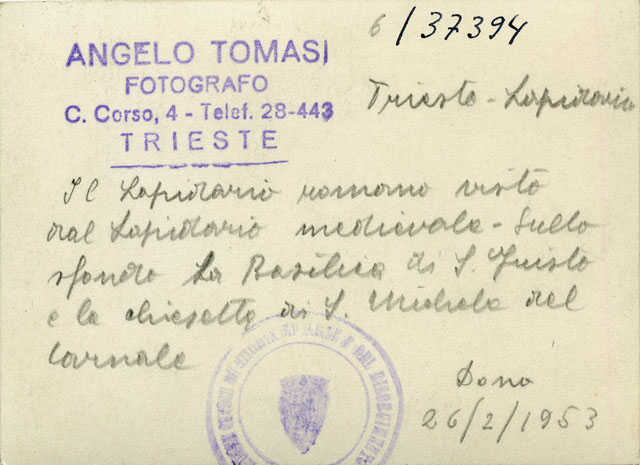 6/37394
ANGELO TOMASI
FOTOGRAFO
C. Corso, 4 - Telef. 28-443
TRIESTE
Trieste - Lapidario
Il Lapidario romano visto
dal Lapidario medievale - Sullo
sfondo la Basilica di S. Giusto
e la chiesetta di S. Michele del
Carnale
Dono
26/2/1953